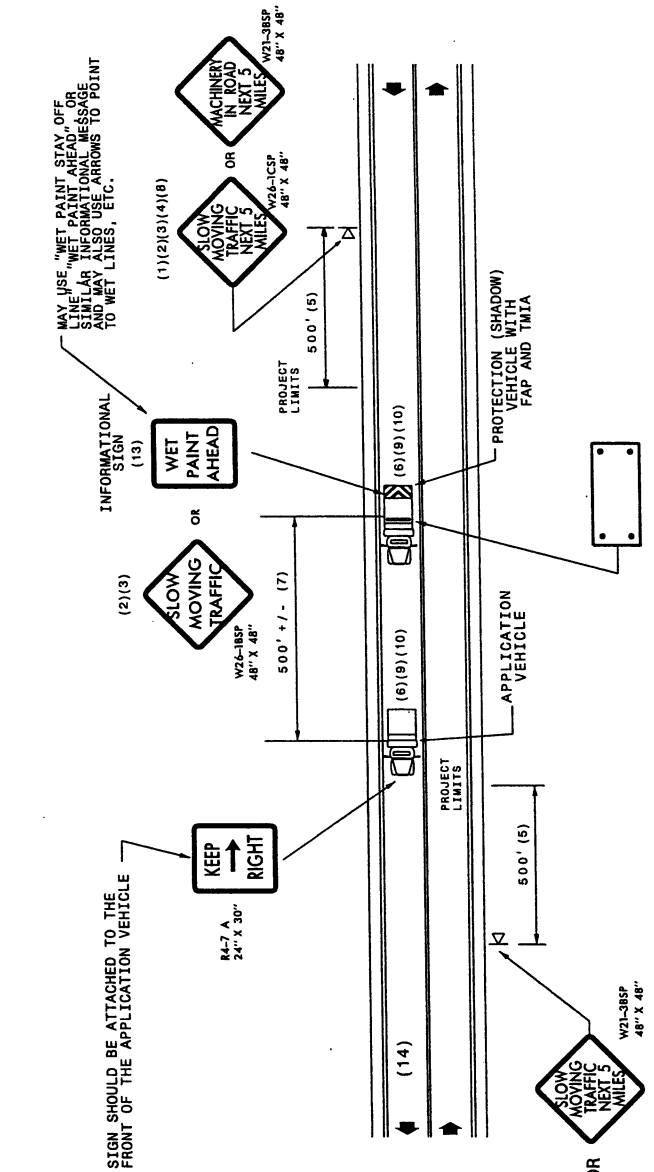 MAY USE "WET PAINT STAY OFF
LINE" "WET PAINT AHEAD" OR
SIMILAR INFORMATIONAL MESSAGE
AND MAY ALSO USE ARROWS TO POINT
TO WET LINES, ETC.
SIGN SHOULD BE ATTACHED TO THE
FRONT OF THE APPLICATION VEHICLE
KEEP
RIGHT
R4-7 A
24" X 30"
(2)(3)
SLOW
MOVING
TRAFFIC
W26-1BSP
48" X 48"
OR
INFORMATIONAL
SIGN
(13)
WET
PAINT
AHEAD
(1)(2)(3)(4)(8)
SLOW
MOVING
TRAFFIC
NEXT 5
MILES
W26-1CSP
48" X 48"
OR
MACHINERY
IN ROAD
NEXT 5
MILES
W21-3BSP
48" X 48"
500' +/- (7)
PROJECT
LIMITS
500' (5)
(14)
(6)(9)(10)
(6)(9)(10)
PROJECT
LIMITS
500' (5)
APPLICATION
VEHICLE
PROTECTION (SHADOW)
VEHICLE WITH
FAP AND TMIA
OR
SLOW
MOVING
TRAFFIC
NEXT 5
MILES
W21-3BSP
48" X 48"